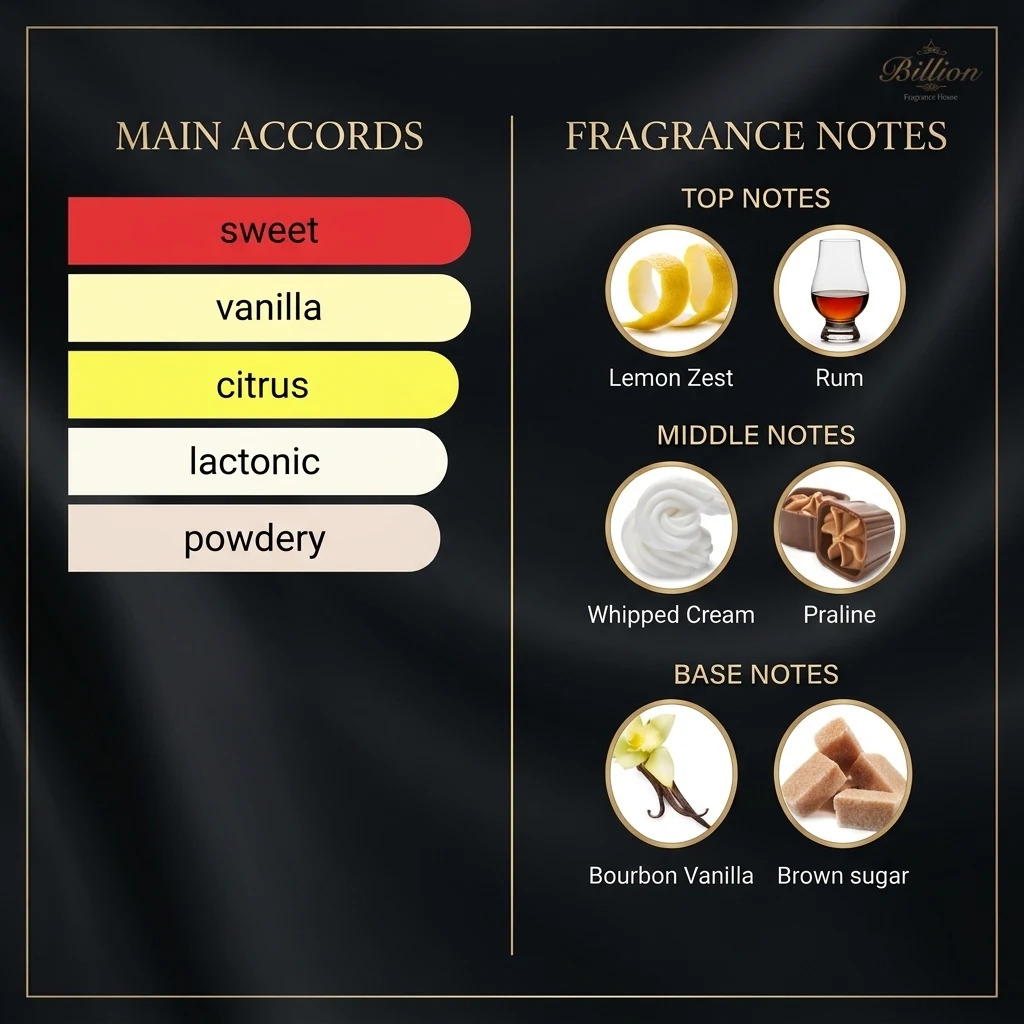 Billion
Fragrance House
MAIN ACCORDS
sweet
vanilla
citrus
lactonic
powdery
FRAGRANCE NOTES
TOP NOTES
Lemon Zest
Rum
MIDDLE NOTES
Whipped Cream
Praline
BASE NOTES
Bourbon Vanilla
Brown sugar